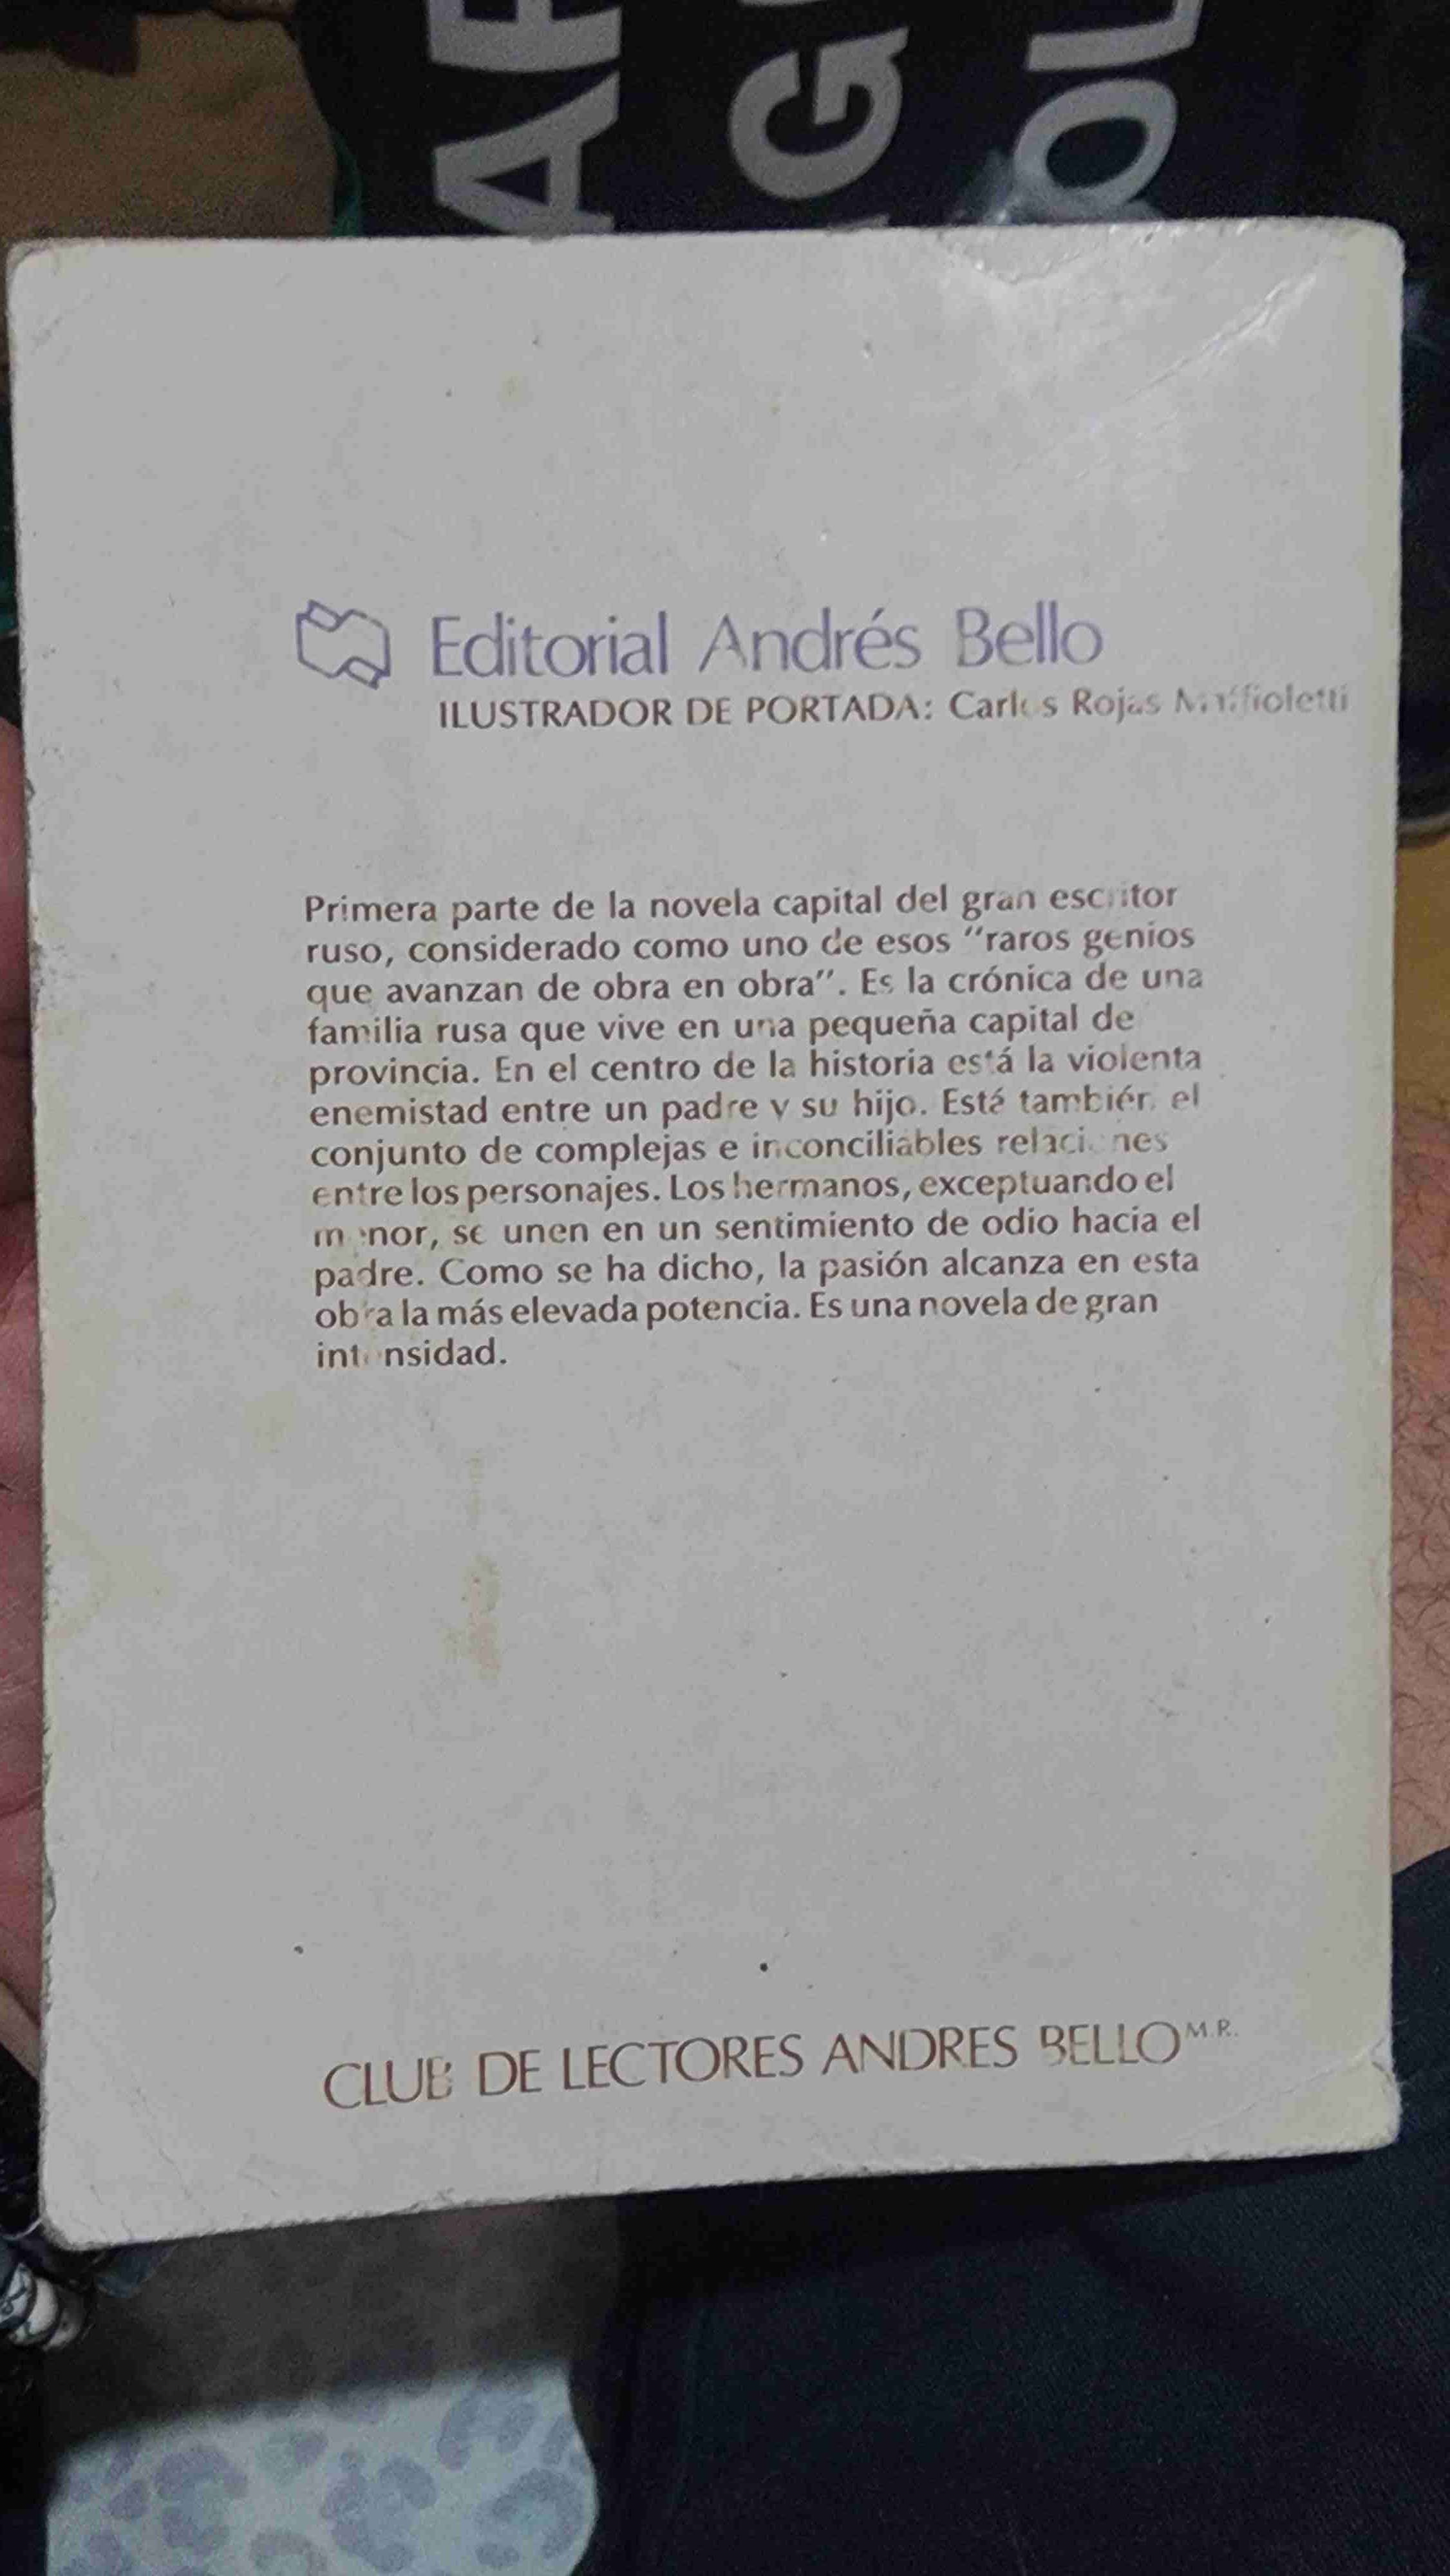 Editorial Andrés Bello
ILUSTRADOR DE PORTADA: Carlos Rojas Maffioletti
Primera parte de la novela capital del gran escritor
ruso, considerado como uno de esos "raros genios
que avanzan de obra en obra". Es la crónica de una
familia rusa que vive en una pequeña capital de
provincia. En el centro de la historia está la violenta
enemistad entre un padre y su hijo. Está también el
conjunto de complejas e inconciliables relaciones
entre los personajes. Los hermanos, exceptuando el
menor, se unen en un sentimiento de odio hacia el
padre. Como se ha dicho, la pasión alcanza en esta
obra la más elevada potencia. Es una novela de gran
intensidad.
CLUB DE LECTORES ANDRES BELLO M.R.